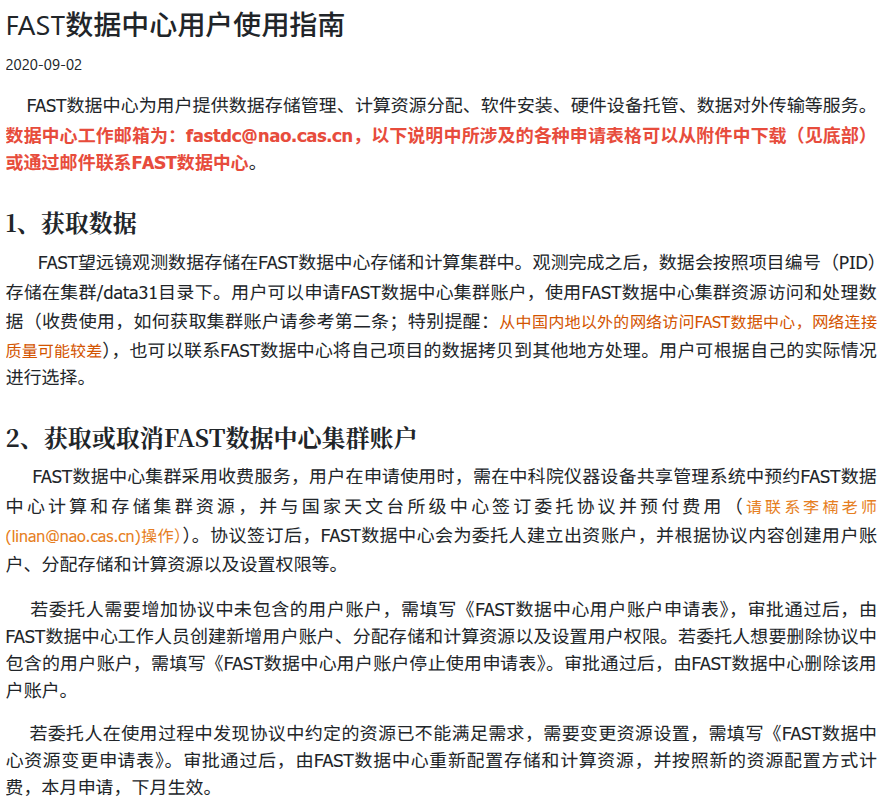 FAST数据中心用户使用指南
2020-09-02
FAST数据中心为用户提供数据存储管理、计算资源分配、软件安装、硬件设备托管、数据对外传输等服务。
数据中心工作邮箱为：fastdc@nao.cas.cn，以下说明中所涉及的各种申请表格可以从附件中下载（见底部）
或通过邮件联系FAST数据中心。
1、获取数据
FAST望远镜观测数据存储在FAST数据中心存储和计算集群中。观测完成之后，数据会按照项目编号（PID）
存储在集群/data31目录下。用户可以申请FAST数据中心集群账户，使用FAST数据中心集群资源访问和处理数
据（收费使用，如何获取集群账户请参考第二条；特别提醒：从中国内地以外的网络访问FAST数据中心，网络连接
质量可能较差），也可以联系FAST数据中心将自己项目的数据拷贝到其他地方处理。用户可根据自己的实际情况
进行选择。
2、获取或取消FAST数据中心集群账户
FAST数据中心集群采用收费服务，用户在申请使用时，需在中科院仪器设备共享管理系统中预约FAST数据
中心计算和存储集群资源，并与国家天文台所级中心签订委托协议并预付费用（请联系李楠老师
(linan@nao.cas.cn)操作)）。协议签订后，FAST数据中心会为委托人建立出资账户，并根据协议内容创建用户账
户、分配存储和计算资源以及设置权限等。
若委托人需要增加协议中未包含的用户账户，需填写《FAST数据中心用户账户申请表》，审批通过后，由
FAST数据中心工作人员创建新增用户账户、分配存储和计算资源以及设置用户权限。若委托人想要删除协议中
包含的用户账户，需填写《FAST数据中心用户账户停止使用申请表》。审批通过后，由FAST数据中心删除该用
户账户。
若委托人在使用过程中发现协议中约定的资源已不能满足需求，需要变更资源设置，需填写《FAST数据中
心资源变更申请表》。审批通过后，由FAST数据中心重新配置存储和计算资源，并按照新的资源配置方式计
费，本月申请，下月生效。